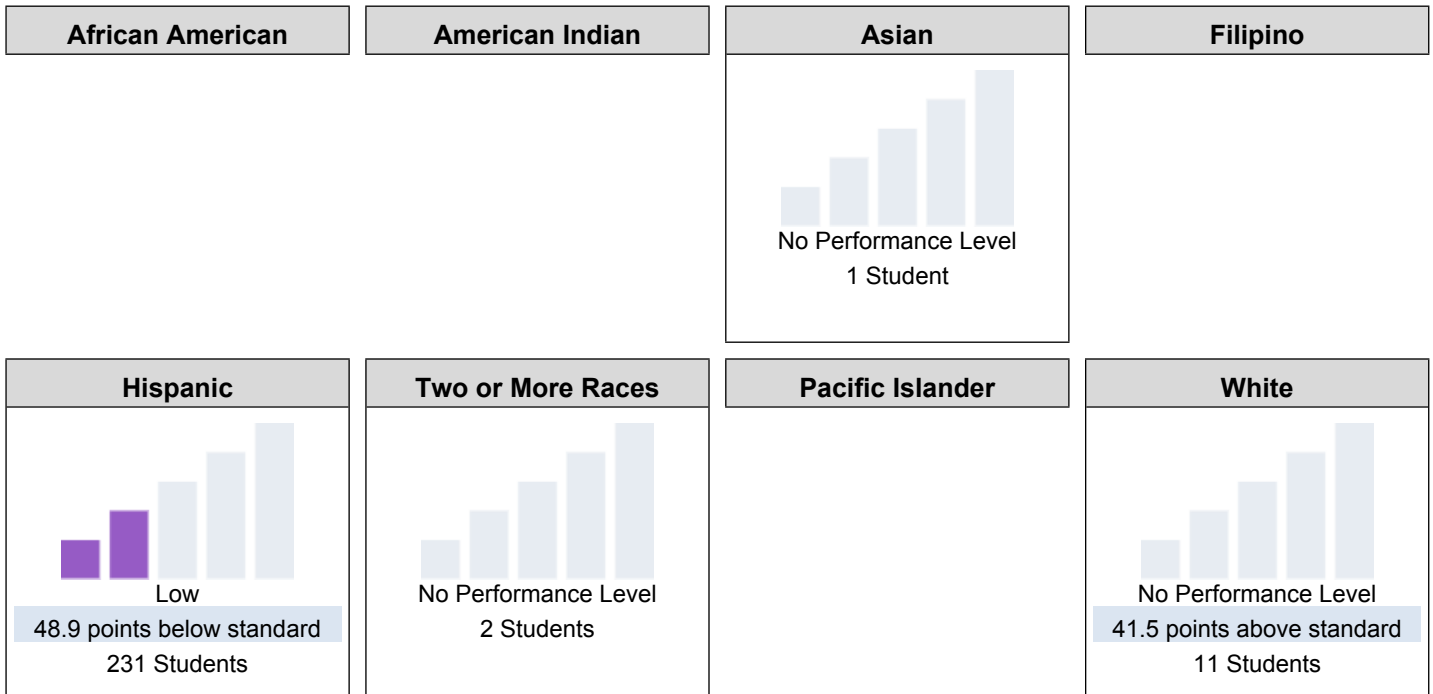 African American
American Indian
Asian
Filipino
No Performance Level
1 Student
Hispanic
Two or More Races
Pacific Islander
White
Low
48.9 points below standard
231 Students
No Performance Level
2 Students
No Performance Level
41.5 points above standard
11 Students